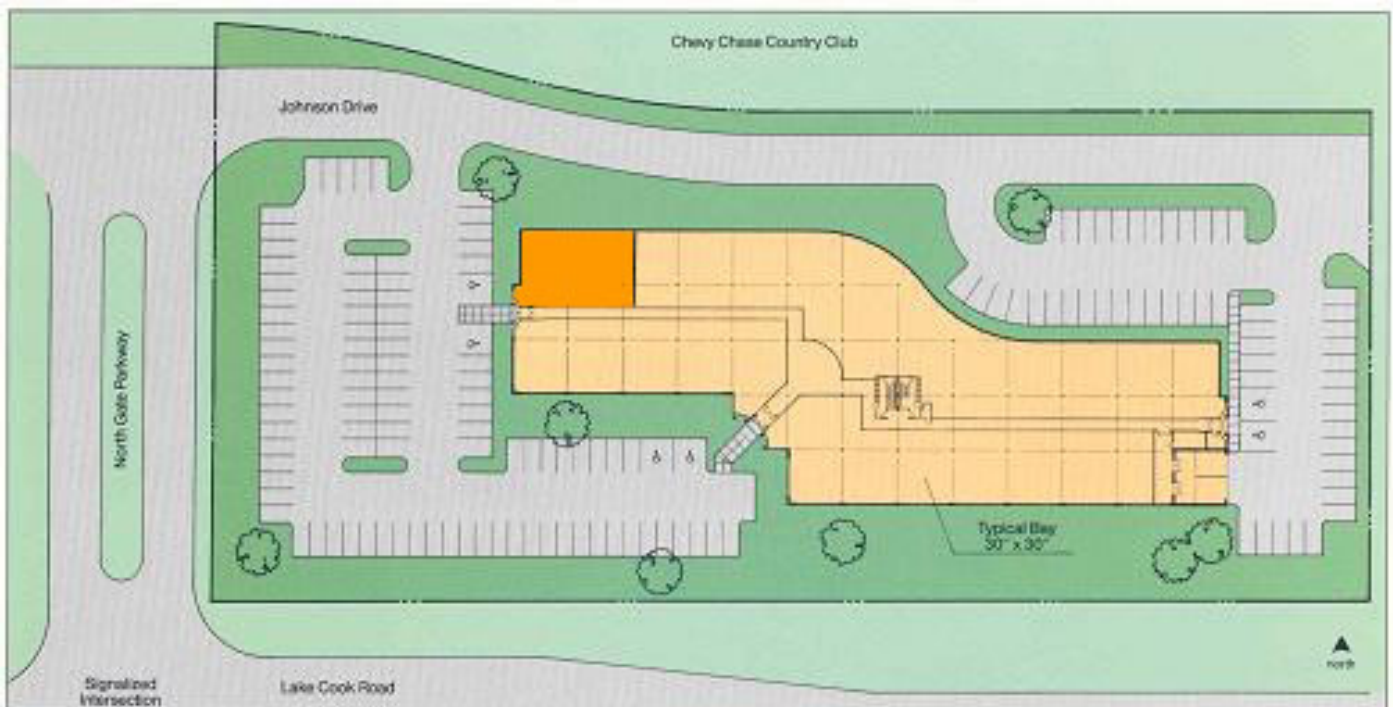 Chevy Chase Country Club
Johnson Drive
North Gate Parkway
Typical Bay
30" x 30"
north
Signalized
Intersection
Lake Cook Road